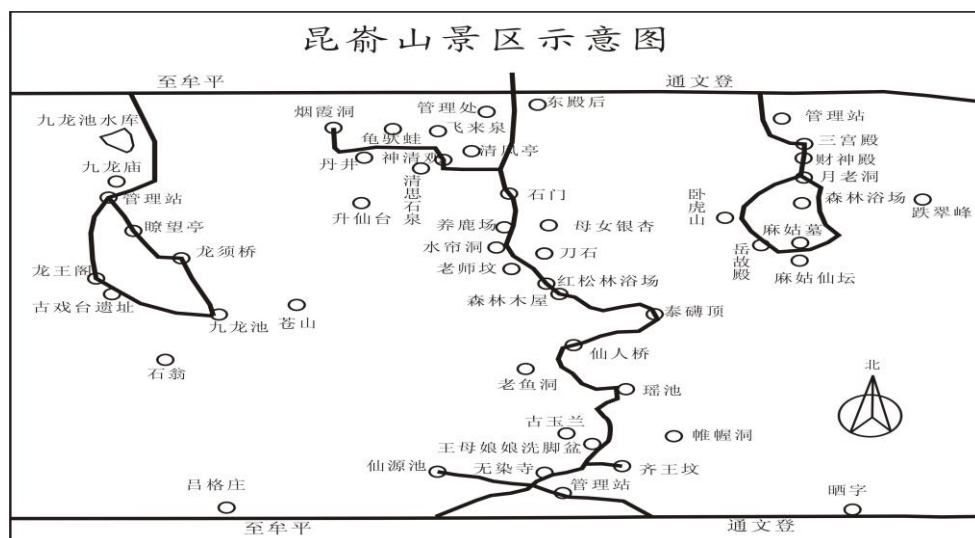 昆嵛山景区示意图
至牟平
通文登
烟霞洞
管理处
东殿后
九龙池水库
龟驮蛙
飞来泉
管理站
三宫殿
九龙庙
丹井
神清观
清风亭
财神殿
月老洞
管理站
清思石泉
石门
森林浴场
跌翠峰
升仙台
卧虎山
瞭望亭
养鹿场
母女银杏
麻姑墓
龙须桥
水帘洞
刀石
岳故殿
龙王阁
老师坟
麻姑仙坛
红松林浴场
古戏台遗址
森林木屋
九龙池
苍山
泰礴顶
仙人桥
石翁
老鱼洞
北
瑶池
古玉兰
帷幄洞
王母娘娘洗脚盆
仙源池
无染寺
齐王坟
吕格庄
管理站
晒字
至牟平
通文登